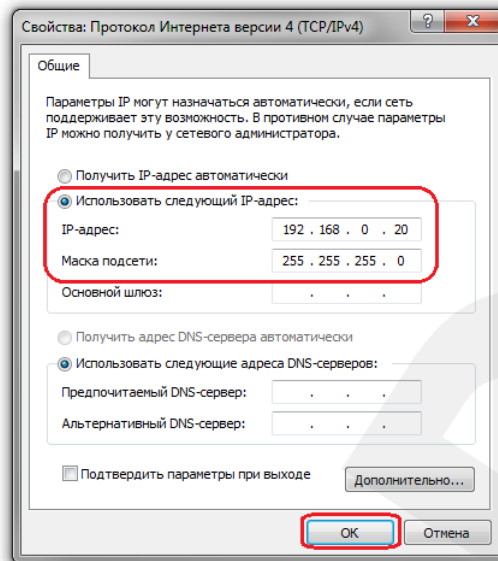 Свойства: Протокол Интернета версии 4 (TCP/IPv4)
?
X
Общие
Параметры IP могут назначаться автоматически, если сеть
поддерживает эту возможность. В противном случае параметры
IP можно получить у сетевого администратора.
Получить IP-адрес автоматически
Использовать следующий IP-адрес:
IP-адрес: 192 . 168 . 0 . 20
Маска подсети: 255 . 255 . 255 . 0
Основной шлюз: . . .
Получить адрес DNS-сервера автоматически
Использовать следующие адреса DNS-серверов:
Предпочитаемый DNS-сервер: . . .
Альтернативный DNS-сервер: . . .
Подтвердить параметры при выходе
Дополнительно...
ОК
Отмена